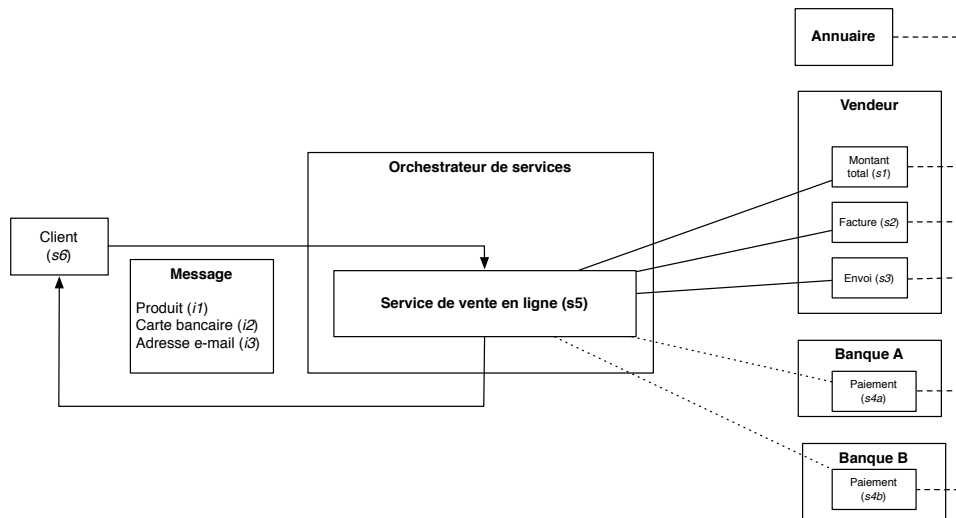 Annuaire
Vendeur
Montant
total (s1)
Facture (s2)
Envoi (s3)
Orchestrateur de services
Client
(s6)
Message
Produit (i1)
Carte bancaire (i2)
Adresse e-mail (i3)
Service de vente en ligne (s5)
Banque A
Paiement
(s4a)
Banque B
Paiement
(s4b)